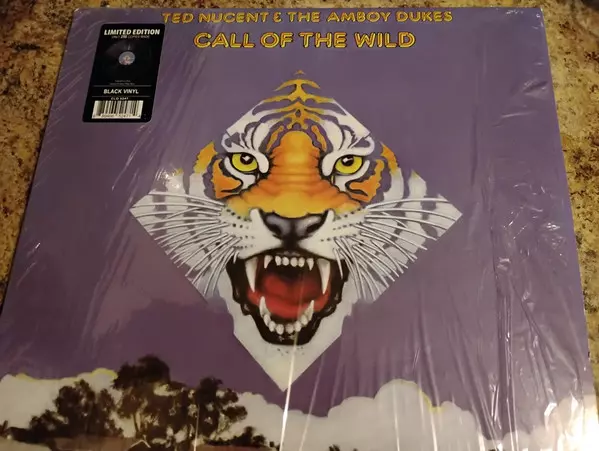 TED NUGENT & THE AMBOY DUKES
CALL OF THE WILD
LIMITED EDITION
BLACK VINYL